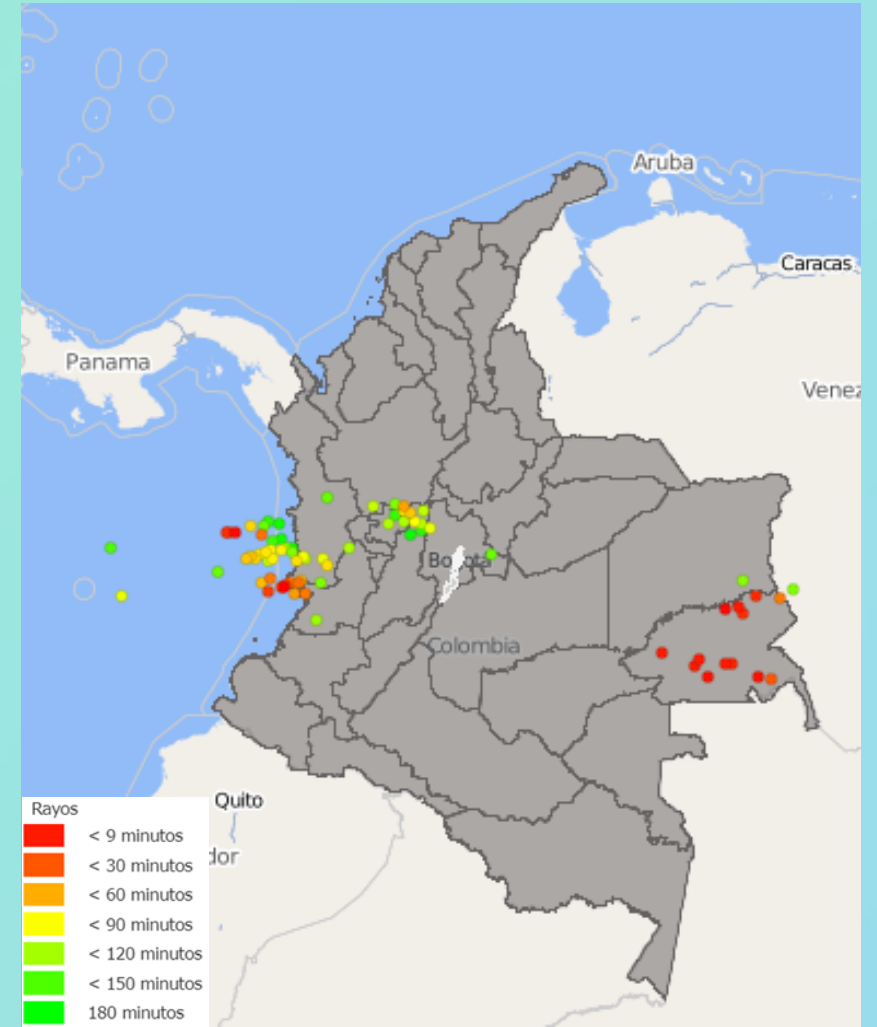 Aruba
Caracas
Panama
Venez
Bogota
Colombia
Quito
dor
Rayos
< 9 minutos
< 30 minutos
< 60 minutos
< 90 minutos
< 120 minutos
< 150 minutos
180 minutos